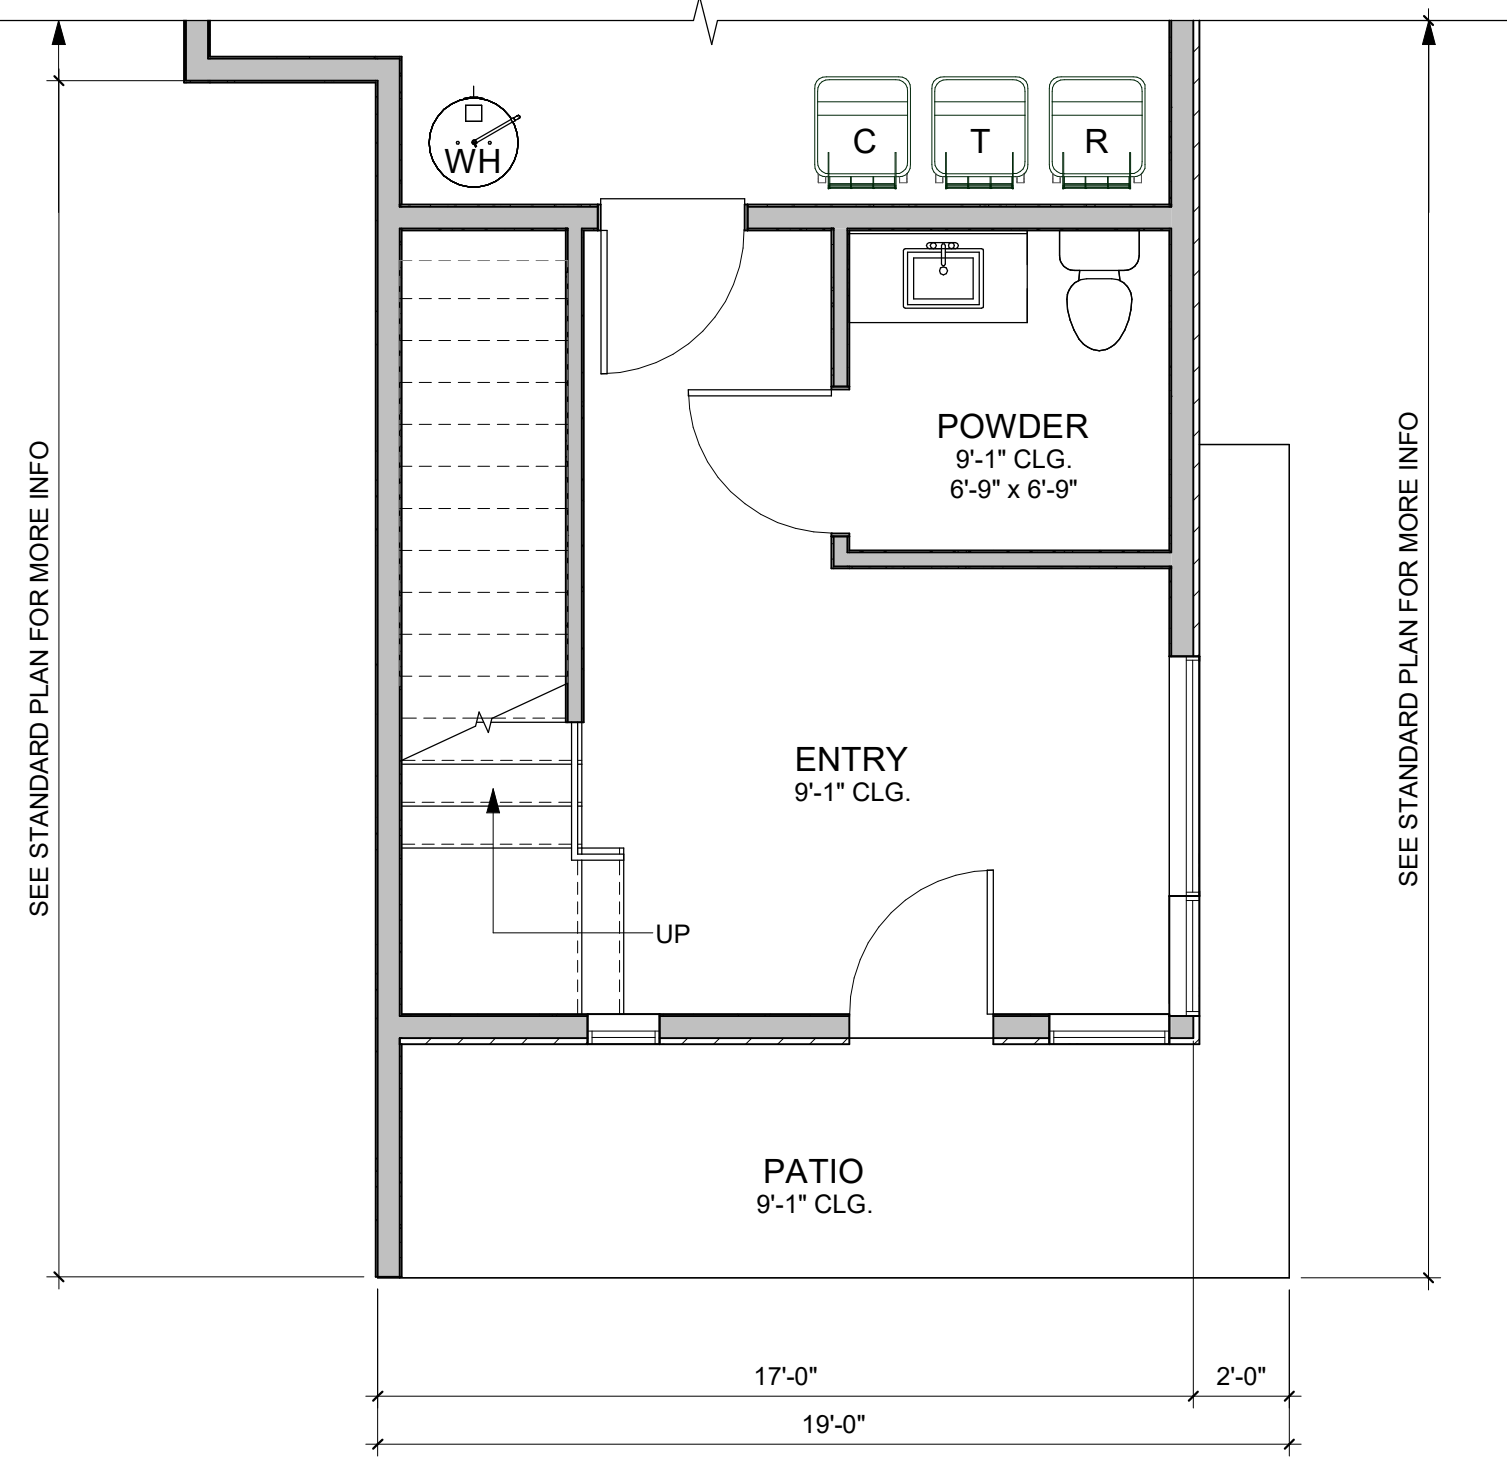 WH
C
T
R
POWDER
9'-1" CLG.
6'-9" x 6'-9"
SEE STANDARD PLAN FOR MORE INFO
SEE STANDARD PLAN FOR MORE INFO
ENTRY
9'-1" CLG.
UP
PATIO
9'-1" CLG.
17'-0"
2'-0"
19'-0"